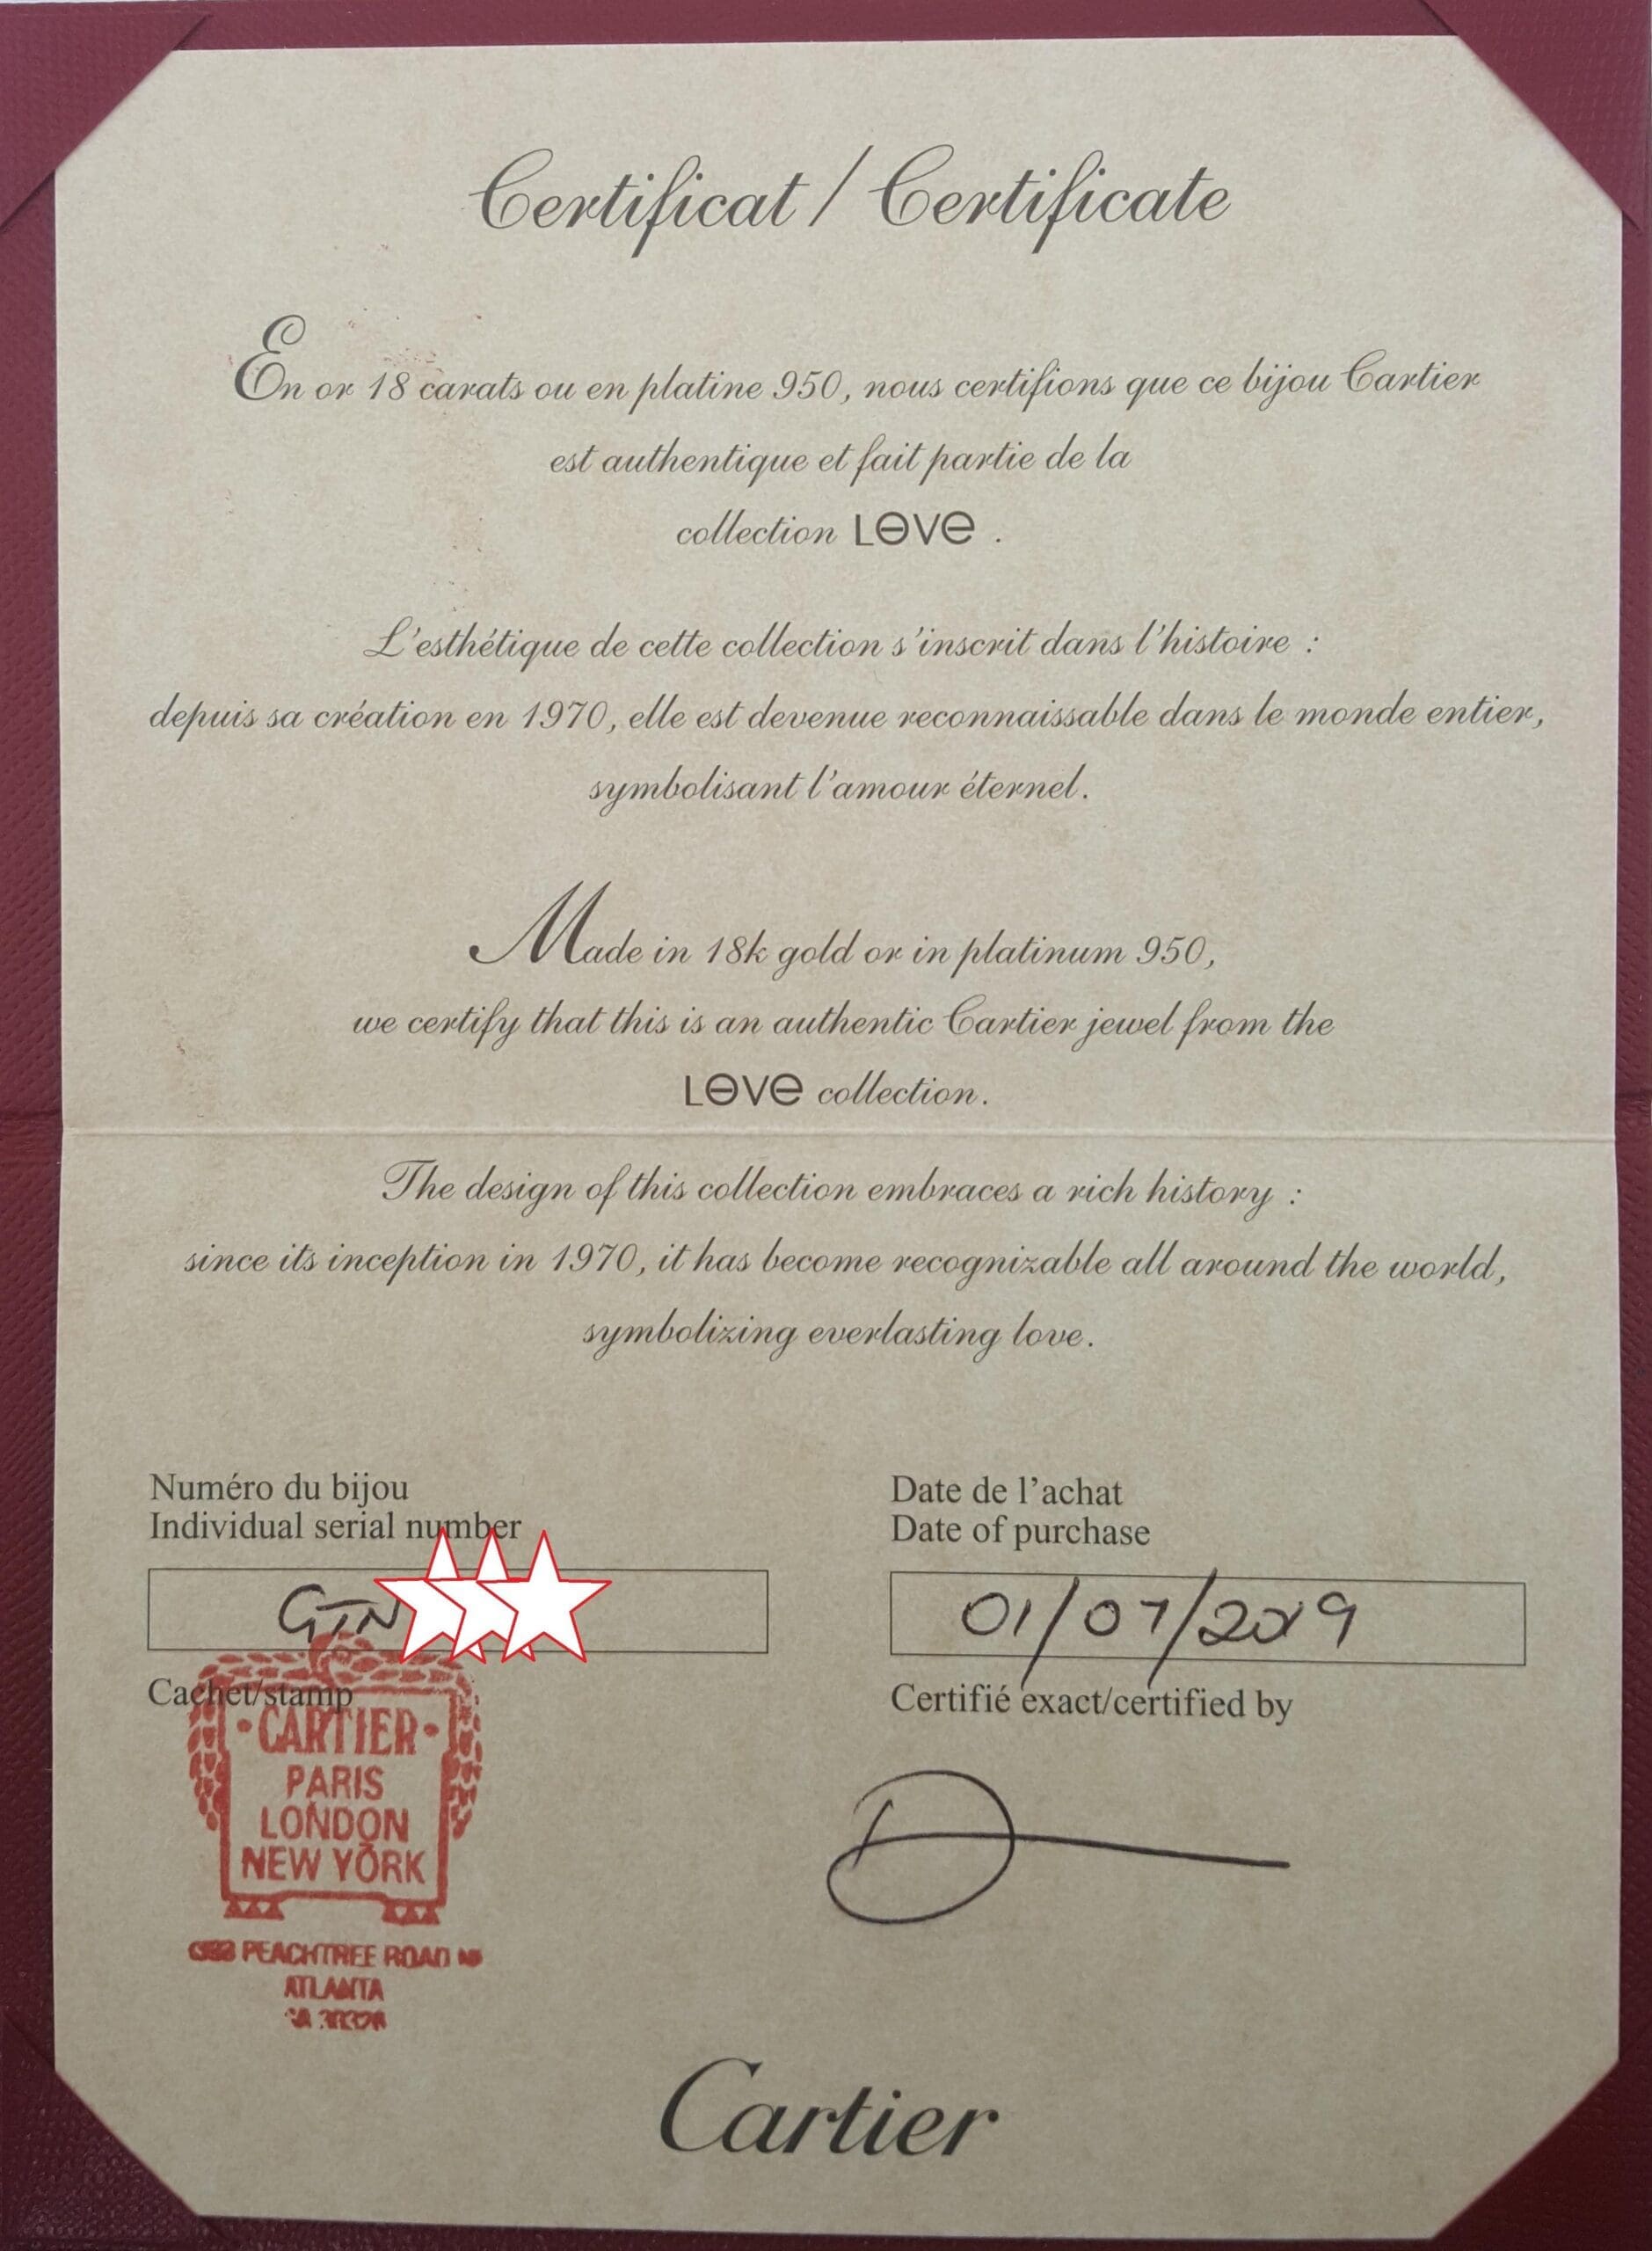 Certificat / Certificate
En or 18 carats ou en platine 950, nous certifions que ce bijou Cartier
est authentique et fait partie de la
collection LOVE .
L'esthétique de cette collection s'inscrit dans l'histoire :
depuis sa création en 1970, elle est devenue reconnaissable dans le monde entier,
symbolisant l'amour éternel.
Made in 18k gold or in platinum 950,
we certify that this is an authentic Cartier jewel from the
LOVE collection.
The design of this collection embraces a rich history :
since its inception in 1970, it has become recognizable all around the world,
symbolizing everlasting love.
Numéro du bijou
Individual serial number
Date de l'achat
Date of purchase
GTN
01/07/2019
Cachet/stamp
Certifié exact/certified by
• CARTIER •
PARIS
LONDON
NEW YORK
PEACHTREE ROAD
ATLANTA
Cartier